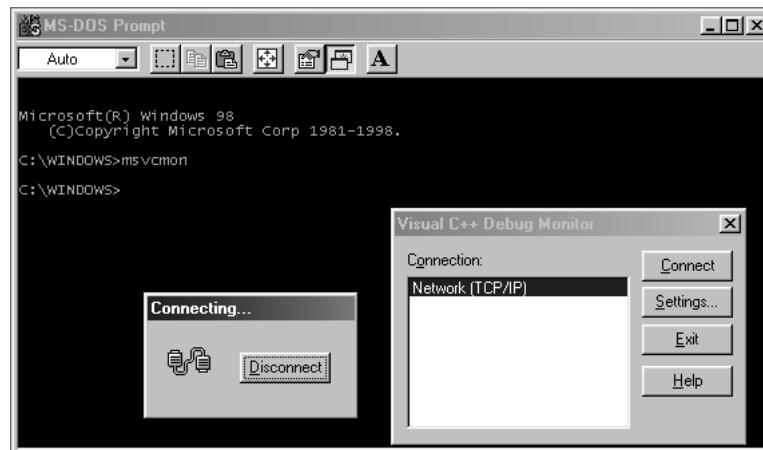 MS-DOS Prompt
Auto
A
Microsoft(R) Windows 98
(C)Copyright Microsoft Corp 1981-1998.
C:\WINDOWS>msvcmon
C:\WINDOWS>
Visual C++ Debug Monitor
Connection:
Network (TCP/IP)
Connect
Settings...
Exit
Help
Connecting...
Disconnect